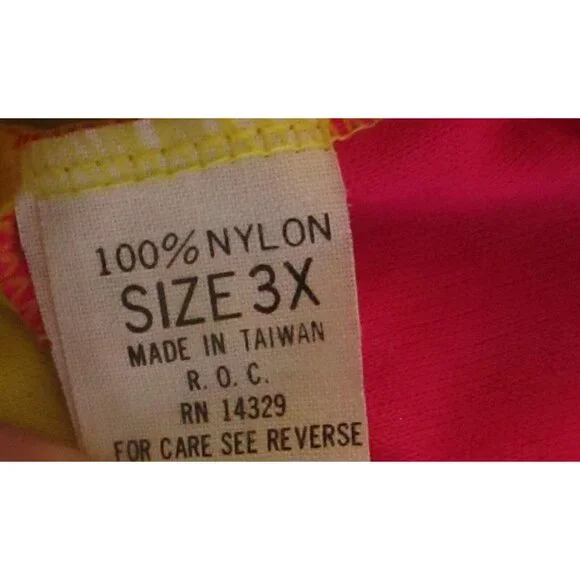 100% NYLON
SIZE 3X
MADE IN TAIWAN
R. O. C.
RN 14329
FOR CARE SEE REVERSE